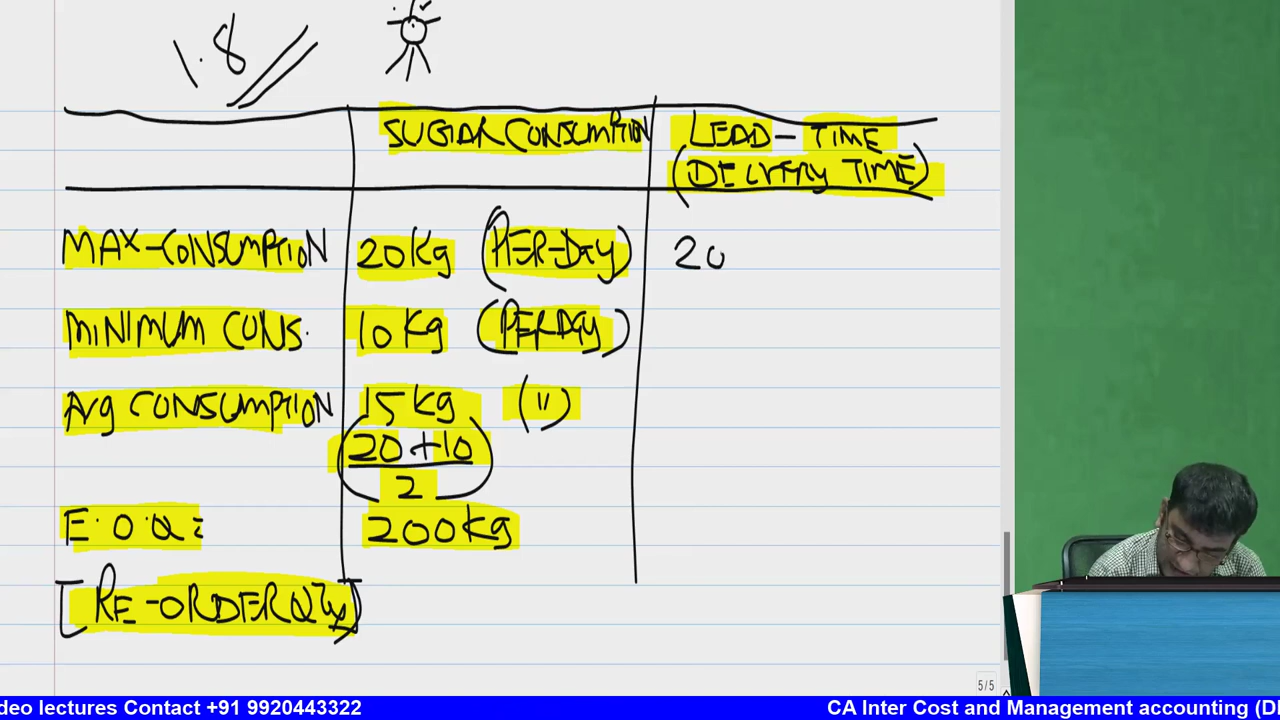 1.8
SUGAR CONSUMPTION
LEAD - TIME
(DELIVERY TIME)
MAX-CONSUMPTION 20Kg (PER-DAY) 20
MINIMUM CONS. 10Kg (PERDAY)
Avg CONSUMPTION 15kg (")
(20+10
2)
E.O.Q= 200kg
[RE-ORDER Qty]
5/5
deo lectures Contact +91 9920443322
CA Inter Cost and Management accounting (D